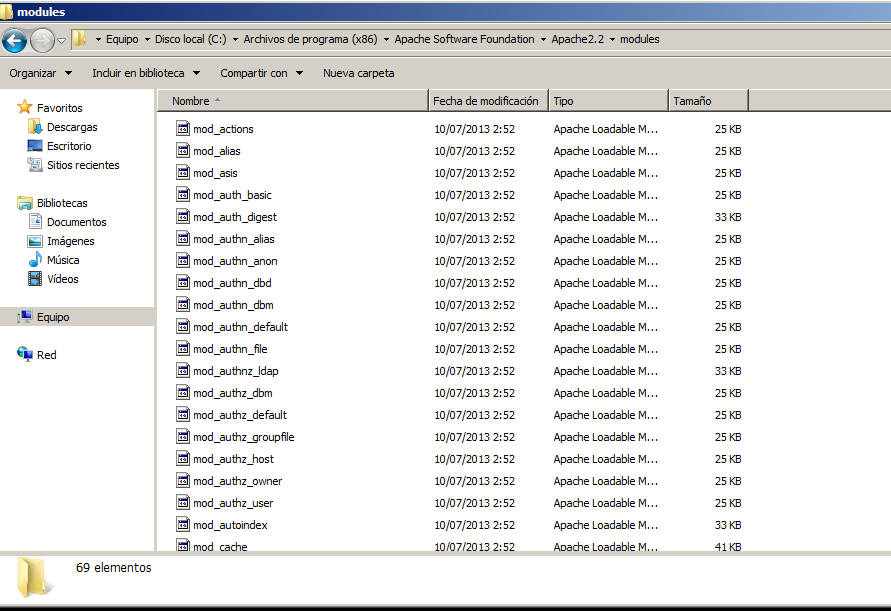 modules
Equipo Disco local (C:) Archivos de programa (x86) Apache Software Foundation Apache2.2 modules
Organizar Incluir en biblioteca Compartir con Nueva carpeta
Favoritos
Descargas
Escritorio
Sitios recientes
Bibliotecas
Documentos
Imágenes
Música
Vídeos
Equipo
Red
Nombre Fecha de modificación Tipo Tamaño
mod_actions 10/07/2013 2:52 Apache Loadable M... 25 KB
mod_alias 10/07/2013 2:52 Apache Loadable M... 25 KB
mod_asis 10/07/2013 2:52 Apache Loadable M... 25 KB
mod_auth_basic 10/07/2013 2:52 Apache Loadable M... 25 KB
mod_auth_digest 10/07/2013 2:52 Apache Loadable M... 33 KB
mod_authn_alias 10/07/2013 2:52 Apache Loadable M... 25 KB
mod_authn_anon 10/07/2013 2:52 Apache Loadable M... 25 KB
mod_authn_dbd 10/07/2013 2:52 Apache Loadable M... 25 KB
mod_authn_dbm 10/07/2013 2:52 Apache Loadable M... 25 KB
mod_authn_default 10/07/2013 2:52 Apache Loadable M... 25 KB
mod_authn_file 10/07/2013 2:52 Apache Loadable M... 25 KB
mod_authnz_ldap 10/07/2013 2:52 Apache Loadable M... 33 KB
mod_authz_dbm 10/07/2013 2:52 Apache Loadable M... 25 KB
mod_authz_default 10/07/2013 2:52 Apache Loadable M... 25 KB
mod_authz_groupfile 10/07/2013 2:52 Apache Loadable M... 25 KB
mod_authz_host 10/07/2013 2:52 Apache Loadable M... 25 KB
mod_authz_owner 10/07/2013 2:52 Apache Loadable M... 25 KB
mod_authz_user 10/07/2013 2:52 Apache Loadable M... 25 KB
mod_autoindex 10/07/2013 2:52 Apache Loadable M... 33 KB
mod_cache 10/07/2013 2:52 Apache Loadable M... 41 KB
69 elementos